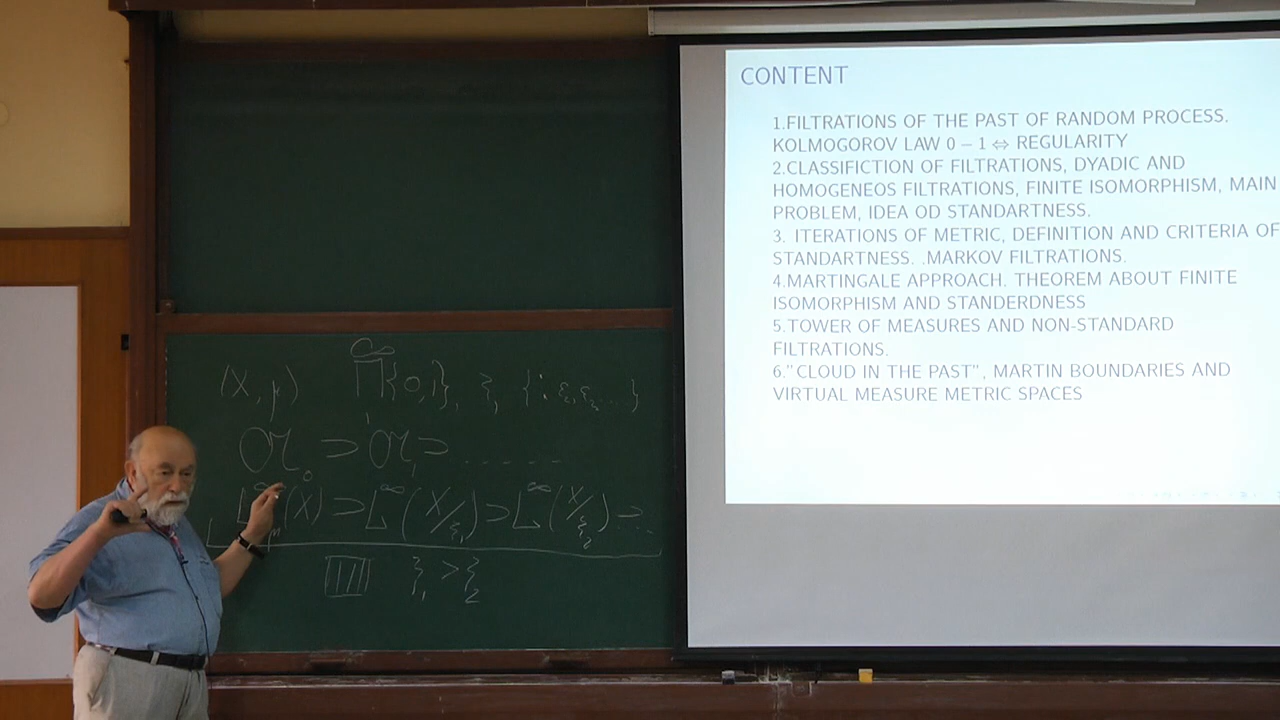 CONTENT
1.FILTRATIONS OF THE PAST OF RANDOM PROCESS.
KOLMOGOROV LAW 0 − 1 ⇔ REGULARITY
2.CLASSIFICTION OF FILTRATIONS, DYADIC AND
HOMOGENEOS FILTRATIONS, FINITE ISOMORPHISM, MAIN
PROBLEM, IDEA OD STANDARTNESS.
3. ITERATIONS OF METRIC, DEFINITION AND CRITERIA OF
STANDARTNESS. .MARKOV FILTRATIONS.
4.MARTINGALE APPROACH. THEOREM ABOUT FINITE
ISOMORPHISM AND STANDERDNESS
5.TOWER OF MEASURES AND NON-STANDARD
FILTRATIONS.
6."CLOUD IN THE PAST", MARTIN BOUNDARIES AND
VIRTUAL MEASURE METRIC SPACES
(X, μ) ∞ ∏ 1 {0,1}
𝔄₀ ⊃ 𝔄₁ ⊃ ......
L^∞(X) ⊃ L^∞(X/ξ₁) ⊃ L^∞(X/ξ₂) ⊃ ...
ξ₁ > ξ₂